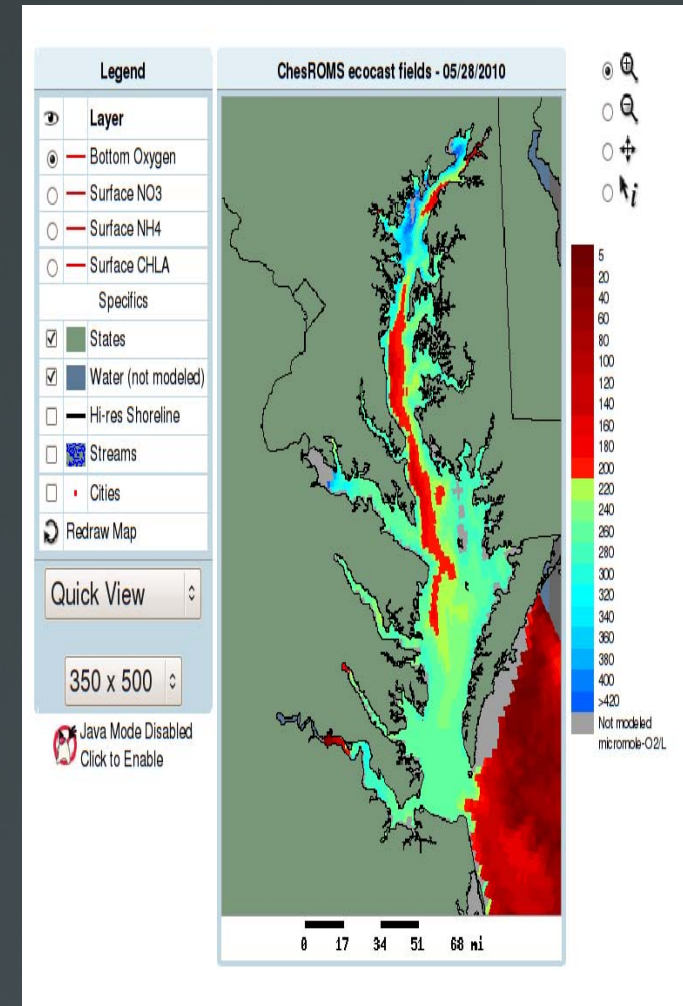 Legend
Layer
Bottom Oxygen
Surface NO3
Surface NH4
Surface CHLA
Specifics
States
Water (not modeled)
Hi-res Shoreline
Streams
Cities
Redraw Map
Quick View
350 x 500
Java Mode Disabled
Click to Enable
ChesROMS ecocast fields - 05/28/2010
0 17 34 51 68 mi
i
5
20
40
60
80
100
120
140
160
180
200
220
240
260
280
300
320
340
360
380
400
>420
Not modeled
micromole-O2/L